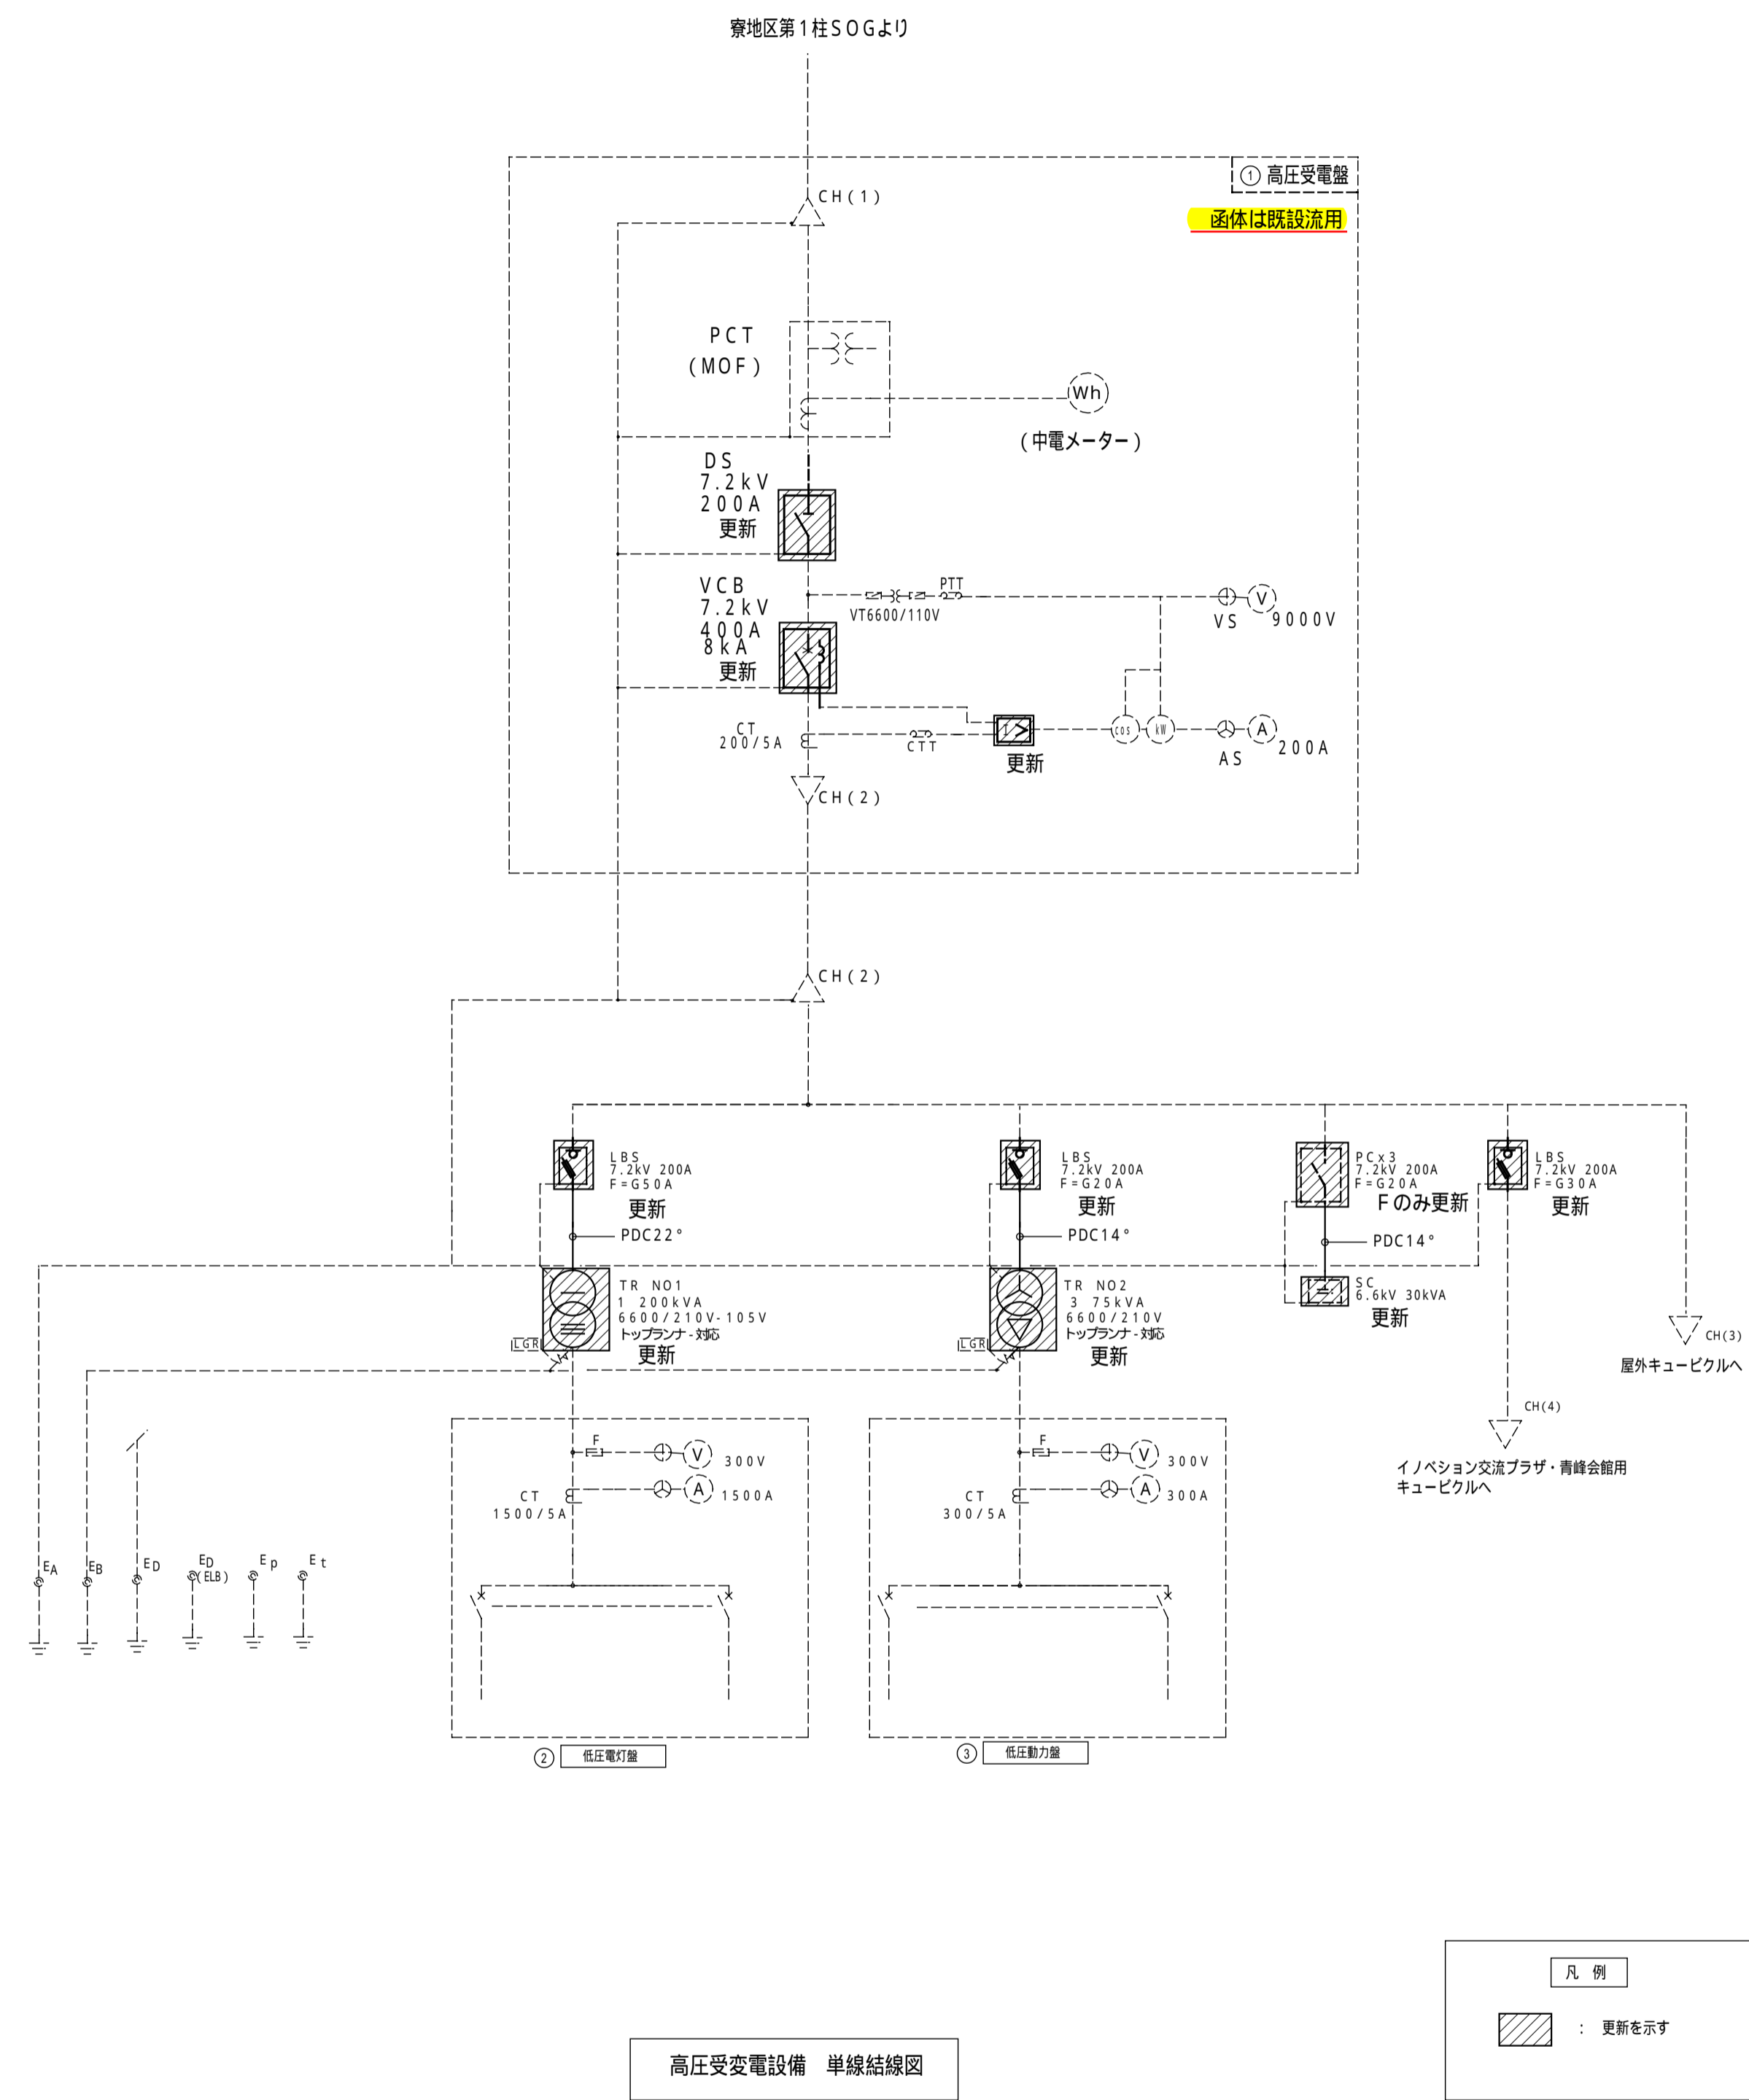 寮地区第1柱SOGより
① 高圧受電盤
函体は既設流用
CH(1)
PCT
(MOF)
Wh
(中電メーター)
DS
7.2kV
200A
更新
VCB
7.2kV
400A
8kA
更新
PTT
VT6600/110V
VS
V
9000V
CT
200/5A
CTT
I>
更新
cos
kW
AS
A
200A
CH(2)
CH(2)
LBS
7.2kV 200A
F=G50A
更新
PDC22°
LBS
7.2kV 200A
F=G20A
更新
PDC14°
PCx3
7.2kV 200A
F=G20A
Fのみ更新
PDC14°
LBS
7.2kV 200A
F=G30A
更新
TR NO1
1 200kVA
6600/210V-105V
トップランナ-対応
更新
LGR
TR NO2
3 75kVA
6600/210V
トップランナ-対応
更新
LGR
SC
6.6kV 30kVA
更新
CH(3)
屋外キュービクルへ
CH(4)
イノベション交流プラザ・青峰会館用
キュービクルへ
F
V
300V
CT
1500/5A
A
1500A
F
V
300V
CT
300/5A
A
300A
EA
EB
ED
ED
(ELB)
Ep
Et
② 低圧電灯盤
③ 低圧動力盤
凡 例
： 更新を示す
高圧受変電設備 単線結線図